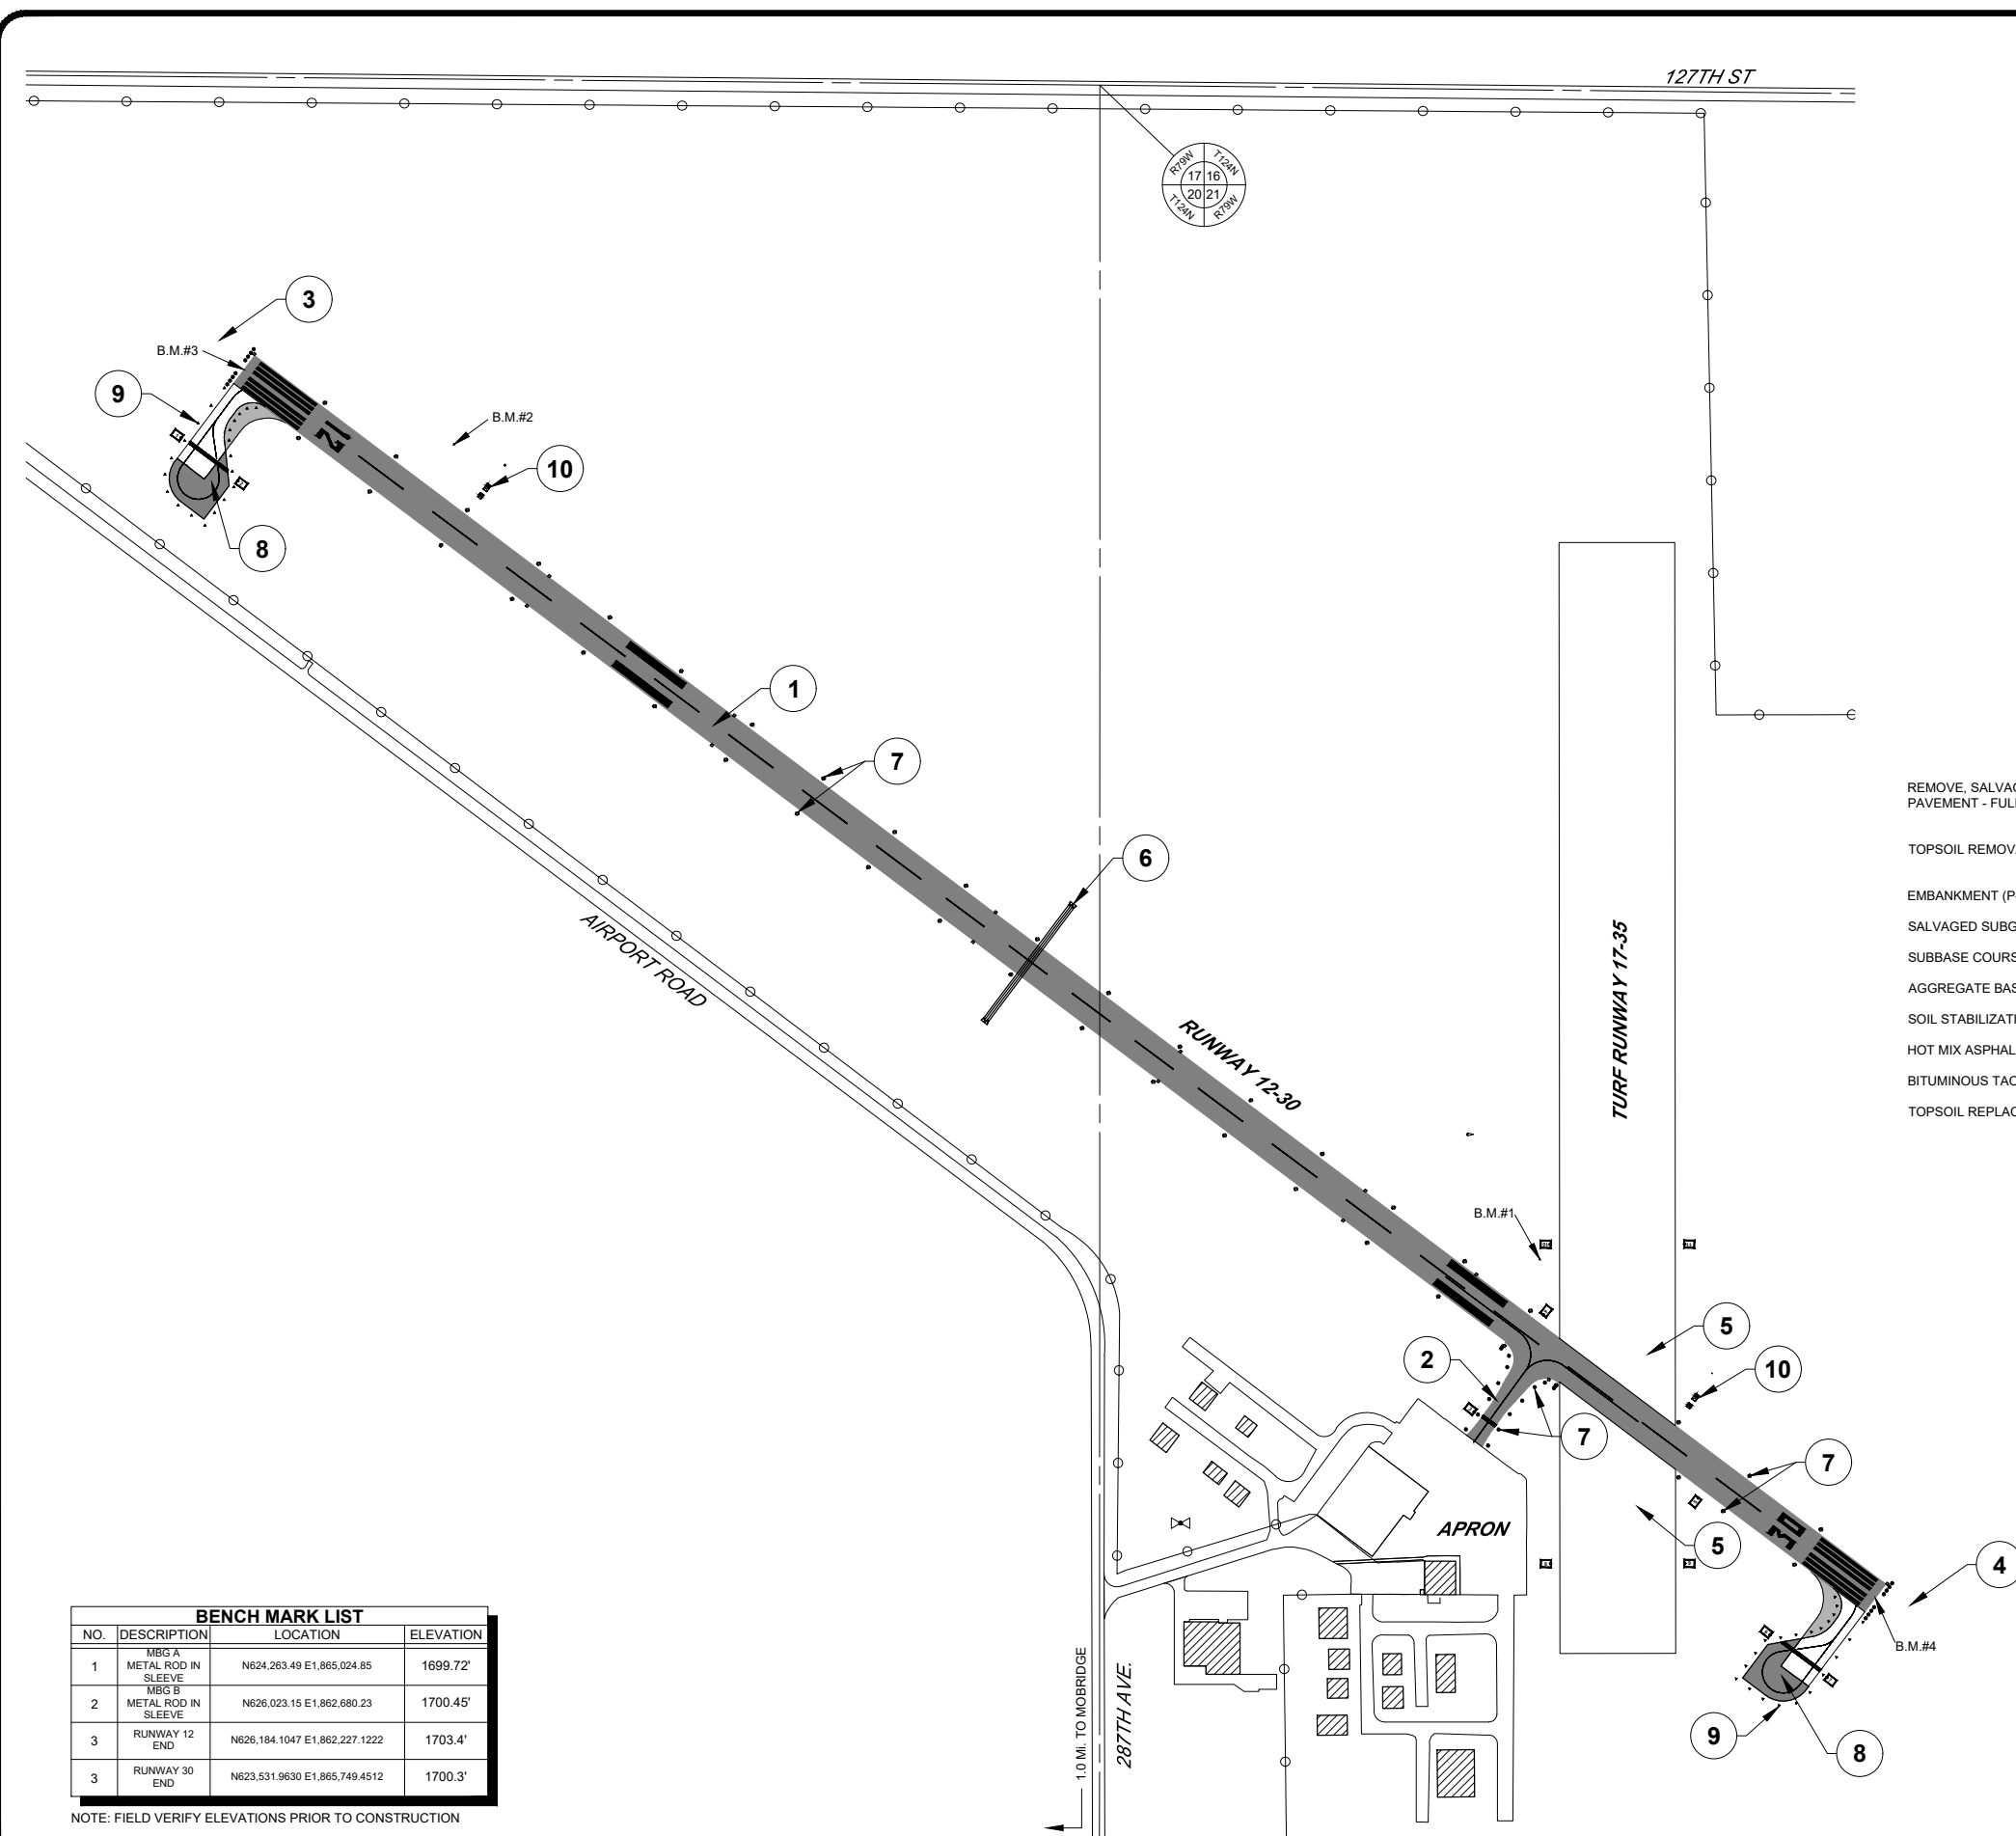 127TH ST
R79W
T124N
17
16
20
21
T124N
R79W
3
B.M.#3
9
B.M.#2
10
12
8
1
7
6
REMOVE, SALVA
PAVEMENT - FUL
TOPSOIL REMOV
EMBANKMENT (P
SALVAGED SUBG
SUBBASE COURS
AGGREGATE BAS
SOIL STABILIZATI
HOT MIX ASPHAL
BITUMINOUS TAC
TOPSOIL REPLAC
AIRPORT ROAD
RUNWAY 12-30
TURF RUNWAY 17-35
B.M.#1
5
2
10
7
7
APRON
30
5
4
B.M.#4
9
8
1.0 Mi. TO MOBRIDGE
287TH AVE.
BENCH MARK LIST
NO. DESCRIPTION LOCATION ELEVATION
1 MBG A METAL ROD IN SLEEVE N624,263.49 E1,865,024.85 1699.72'
2 MBG B METAL ROD IN SLEEVE N626,023.15 E1,862,680.23 1700.45'
3 RUNWAY 12 END N626,184.1047 E1,862,227.1222 1703.4'
3 RUNWAY 30 END N623,531.9630 E1,865,749.4512 1700.3'
NOTE: FIELD VERIFY ELEVATIONS PRIOR TO CONSTRUCTION